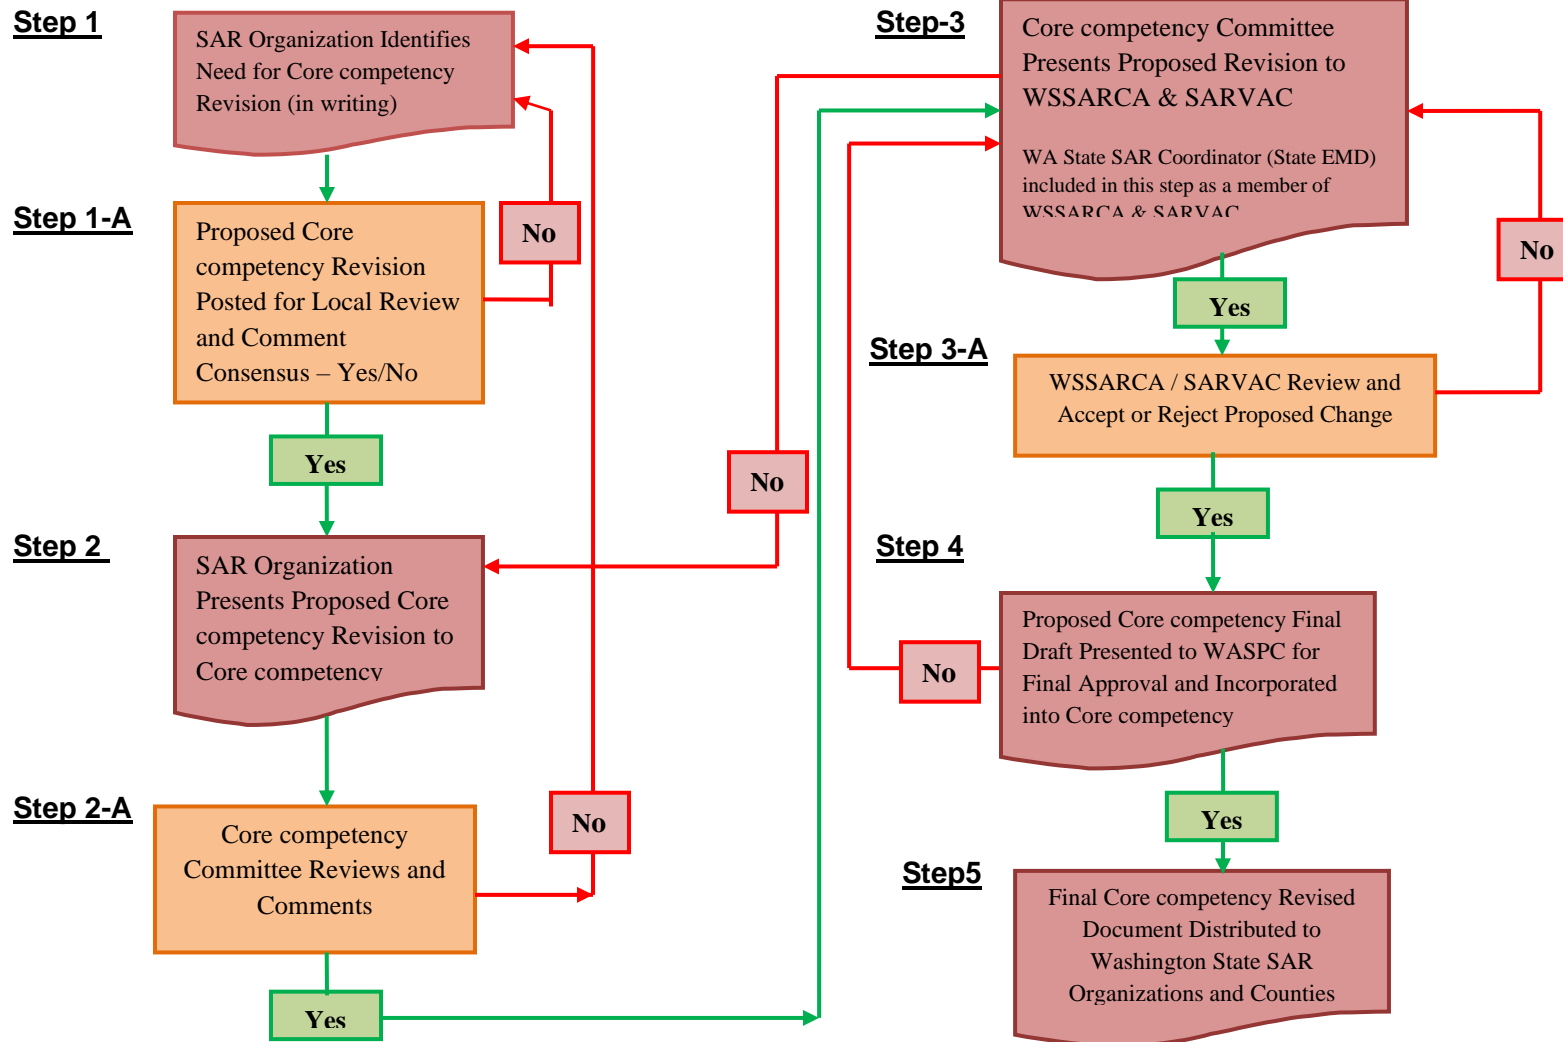 Step 1
SAR Organization Identifies
Need for Core competency
Revision (in writing)
Step 1-A
Proposed Core
competency Revision
Posted for Local Review
and Comment
Consensus – Yes/No
No
Yes
Step 2
SAR Organization
Presents Proposed Core
competency Revision to
Core competency
Step 2-A
Core competency
Committee Reviews and
Comments
No
Yes
No
Step-3
Core competency Committee
Presents Proposed Revision to
WSSARCA & SARVAC
WA State SAR Coordinator (State EMD)
included in this step as a member of
WSSARCA & SARVAC
No
Yes
Step 3-A
WSSARCA / SARVAC Review and
Accept or Reject Proposed Change
Yes
Step 4
Proposed Core competency Final
Draft Presented to WASPC for
Final Approval and Incorporated
into Core competency
No
Yes
Step5
Final Core competency Revised
Document Distributed to
Washington State SAR
Organizations and Counties